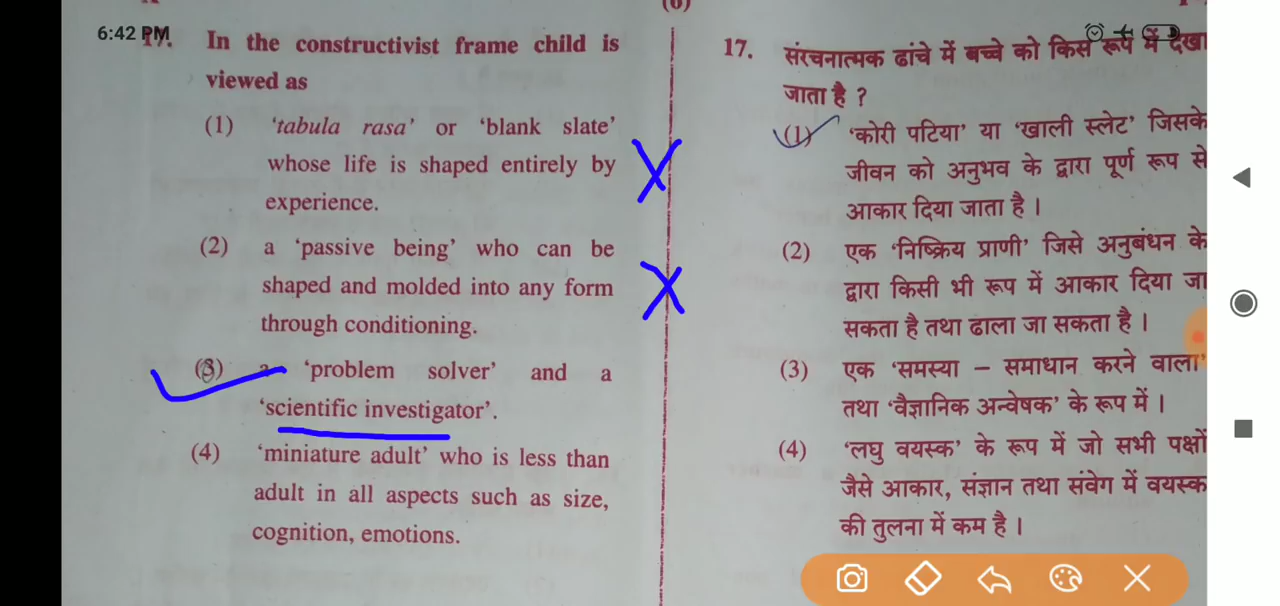 (6)
6:42 PM
17. In the constructivist frame child is
viewed as
(1) 'tabula rasa' or 'blank slate'
whose life is shaped entirely by
experience.
(2) a 'passive being' who can be
shaped and molded into any form
through conditioning.
(3) a 'problem solver' and a
'scientific investigator'.
(4) 'miniature adult' who is less than
adult in all aspects such as size,
cognition, emotions.
17. संरचनात्मक ढांचे में बच्चे को किस रूप में देखा
जाता है ?
(1) 'कोरी पटिया' या 'खाली स्लेट' जिसके
जीवन को अनुभव के द्वारा पूर्ण रूप से
आकार दिया जाता है ।
(2) एक 'निष्क्रिय प्राणी' जिसे अनुबंधन के
द्वारा किसी भी रूप में आकार दिया जा
सकता है तथा ढाला जा सकता है ।
(3) एक 'समस्या – समाधान करने वाला'
तथा 'वैज्ञानिक अन्वेषक' के रूप में ।
(4) 'लघु वयस्क' के रूप में जो सभी पक्षों
जैसे आकार, संज्ञान तथा संवेग में वयस्क
की तुलना में कम है ।